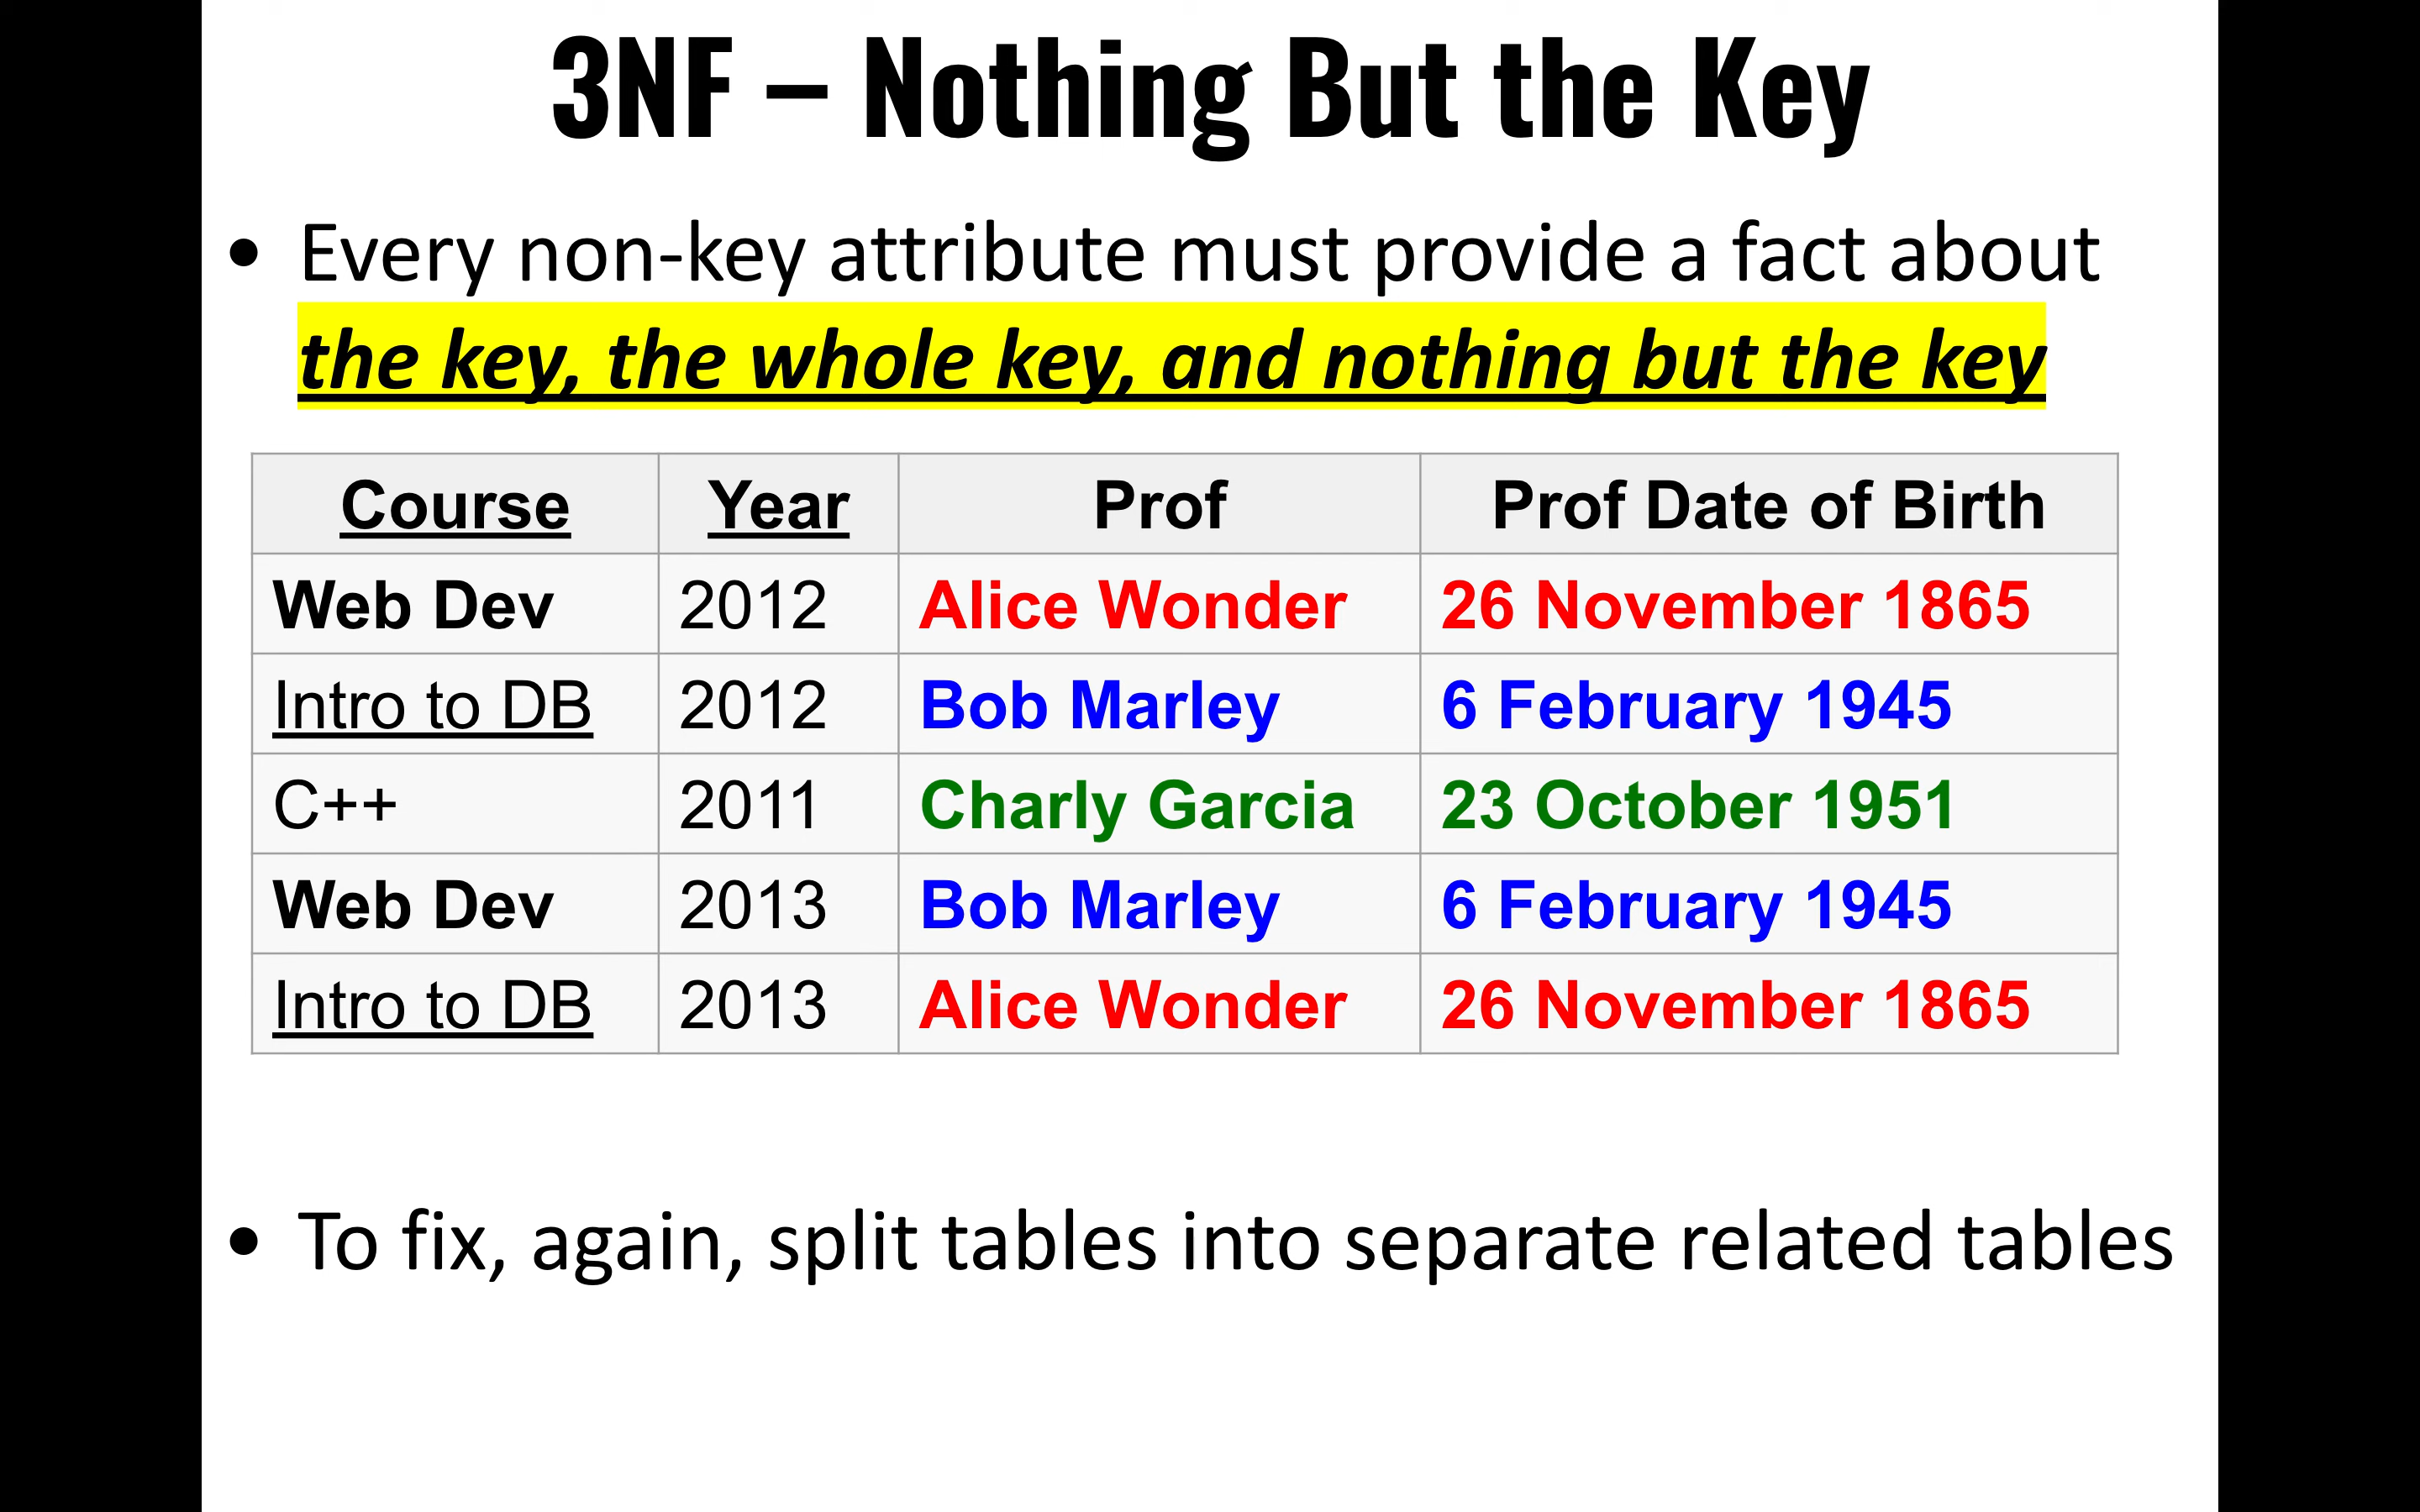 3NF – Nothing But the Key
• Every non-key attribute must provide a fact about
the key, the whole key, and nothing but the key
Course Year Prof Prof Date of Birth
Web Dev 2012 Alice Wonder 26 November 1865
Intro to DB 2012 Bob Marley 6 February 1945
C++ 2011 Charly Garcia 23 October 1951
Web Dev 2013 Bob Marley 6 February 1945
Intro to DB 2013 Alice Wonder 26 November 1865
• To fix, again, split tables into separate related tables